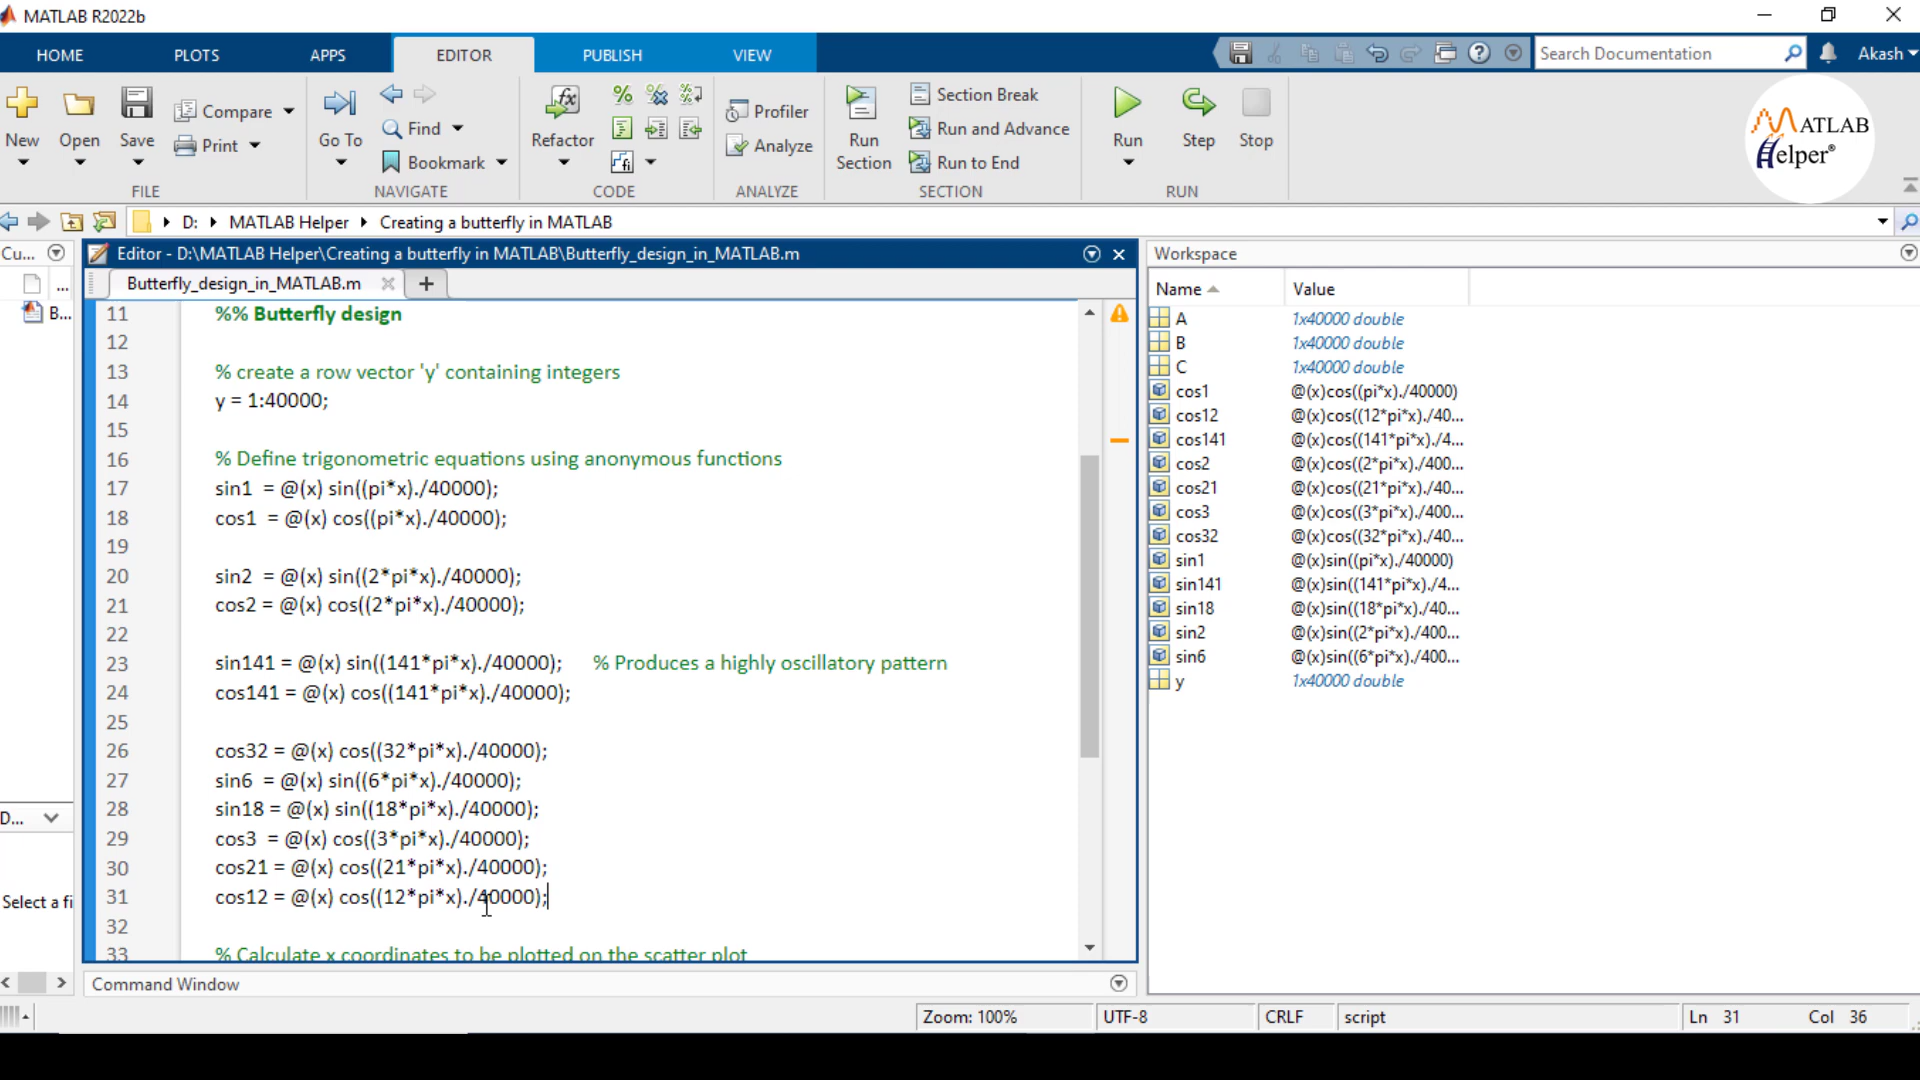 MATLAB R2022b
HOME
PLOTS
APPS
EDITOR
PUBLISH
VIEW
Search Documentation
Akash
New
Open
Save
Compare
Print
FILE
Go To
Find
Bookmark
NAVIGATE
Refactor
CODE
Profiler
Analyze
ANALYZE
Run
Section
Section Break
Run and Advance
Run to End
SECTION
Run
Step
Stop
RUN
MATLAB
Helper®
D: MATLAB Helper Creating a butterfly in MATLAB
Cu...
...
B...
D...
Select a fi
Editor - D:\MATLAB Helper\Creating a butterfly in MATLAB\Butterfly_design_in_MATLAB.m
Butterfly_design_in_MATLAB.m
11 %% Butterfly design
12
13 % create a row vector 'y' containing integers
14 y = 1:40000;
15
16 % Define trigonometric equations using anonymous functions
17 sin1 = @(x) sin((pi*x)./40000);
18 cos1 = @(x) cos((pi*x)./40000);
19
20 sin2 = @(x) sin((2*pi*x)./40000);
21 cos2 = @(x) cos((2*pi*x)./40000);
22
23 sin141 = @(x) sin((141*pi*x)./40000); % Produces a highly oscillatory pattern
24 cos141 = @(x) cos((141*pi*x)./40000);
25
26 cos32 = @(x) cos((32*pi*x)./40000);
27 sin6 = @(x) sin((6*pi*x)./40000);
28 sin18 = @(x) sin((18*pi*x)./40000);
29 cos3 = @(x) cos((3*pi*x)./40000);
30 cos21 = @(x) cos((21*pi*x)./40000);
31 cos12 = @(x) cos((12*pi*x)./40000);
32
33 % Calculate x coordinates to be plotted on the scatter plot
Command Window
Workspace
Name Value
A 1x40000 double
B 1x40000 double
C 1x40000 double
cos1 @(x)cos((pi*x)./40000)
cos12 @(x)cos((12*pi*x)./40...
cos141 @(x)cos((141*pi*x)./4...
cos2 @(x)cos((2*pi*x)./400...
cos21 @(x)cos((21*pi*x)./40...
cos3 @(x)cos((3*pi*x)./400...
cos32 @(x)cos((32*pi*x)./40...
sin1 @(x)sin((pi*x)./40000)
sin141 @(x)sin((141*pi*x)./4...
sin18 @(x)sin((18*pi*x)./40...
sin2 @(x)sin((2*pi*x)./400...
sin6 @(x)sin((6*pi*x)./400...
y 1x40000 double
Zoom: 100% UTF-8 CRLF script Ln 31 Col 36